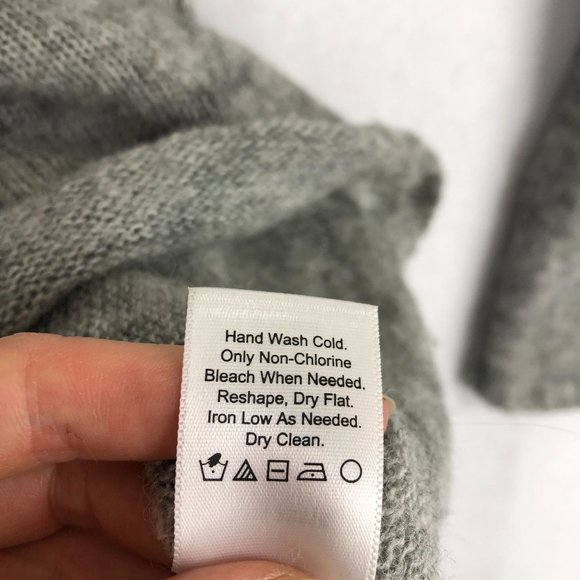 Hand Wash Cold.
Only Non-Chlorine
Bleach When Needed.
Reshape, Dry Flat.
Iron Low As Needed.
Dry Clean.